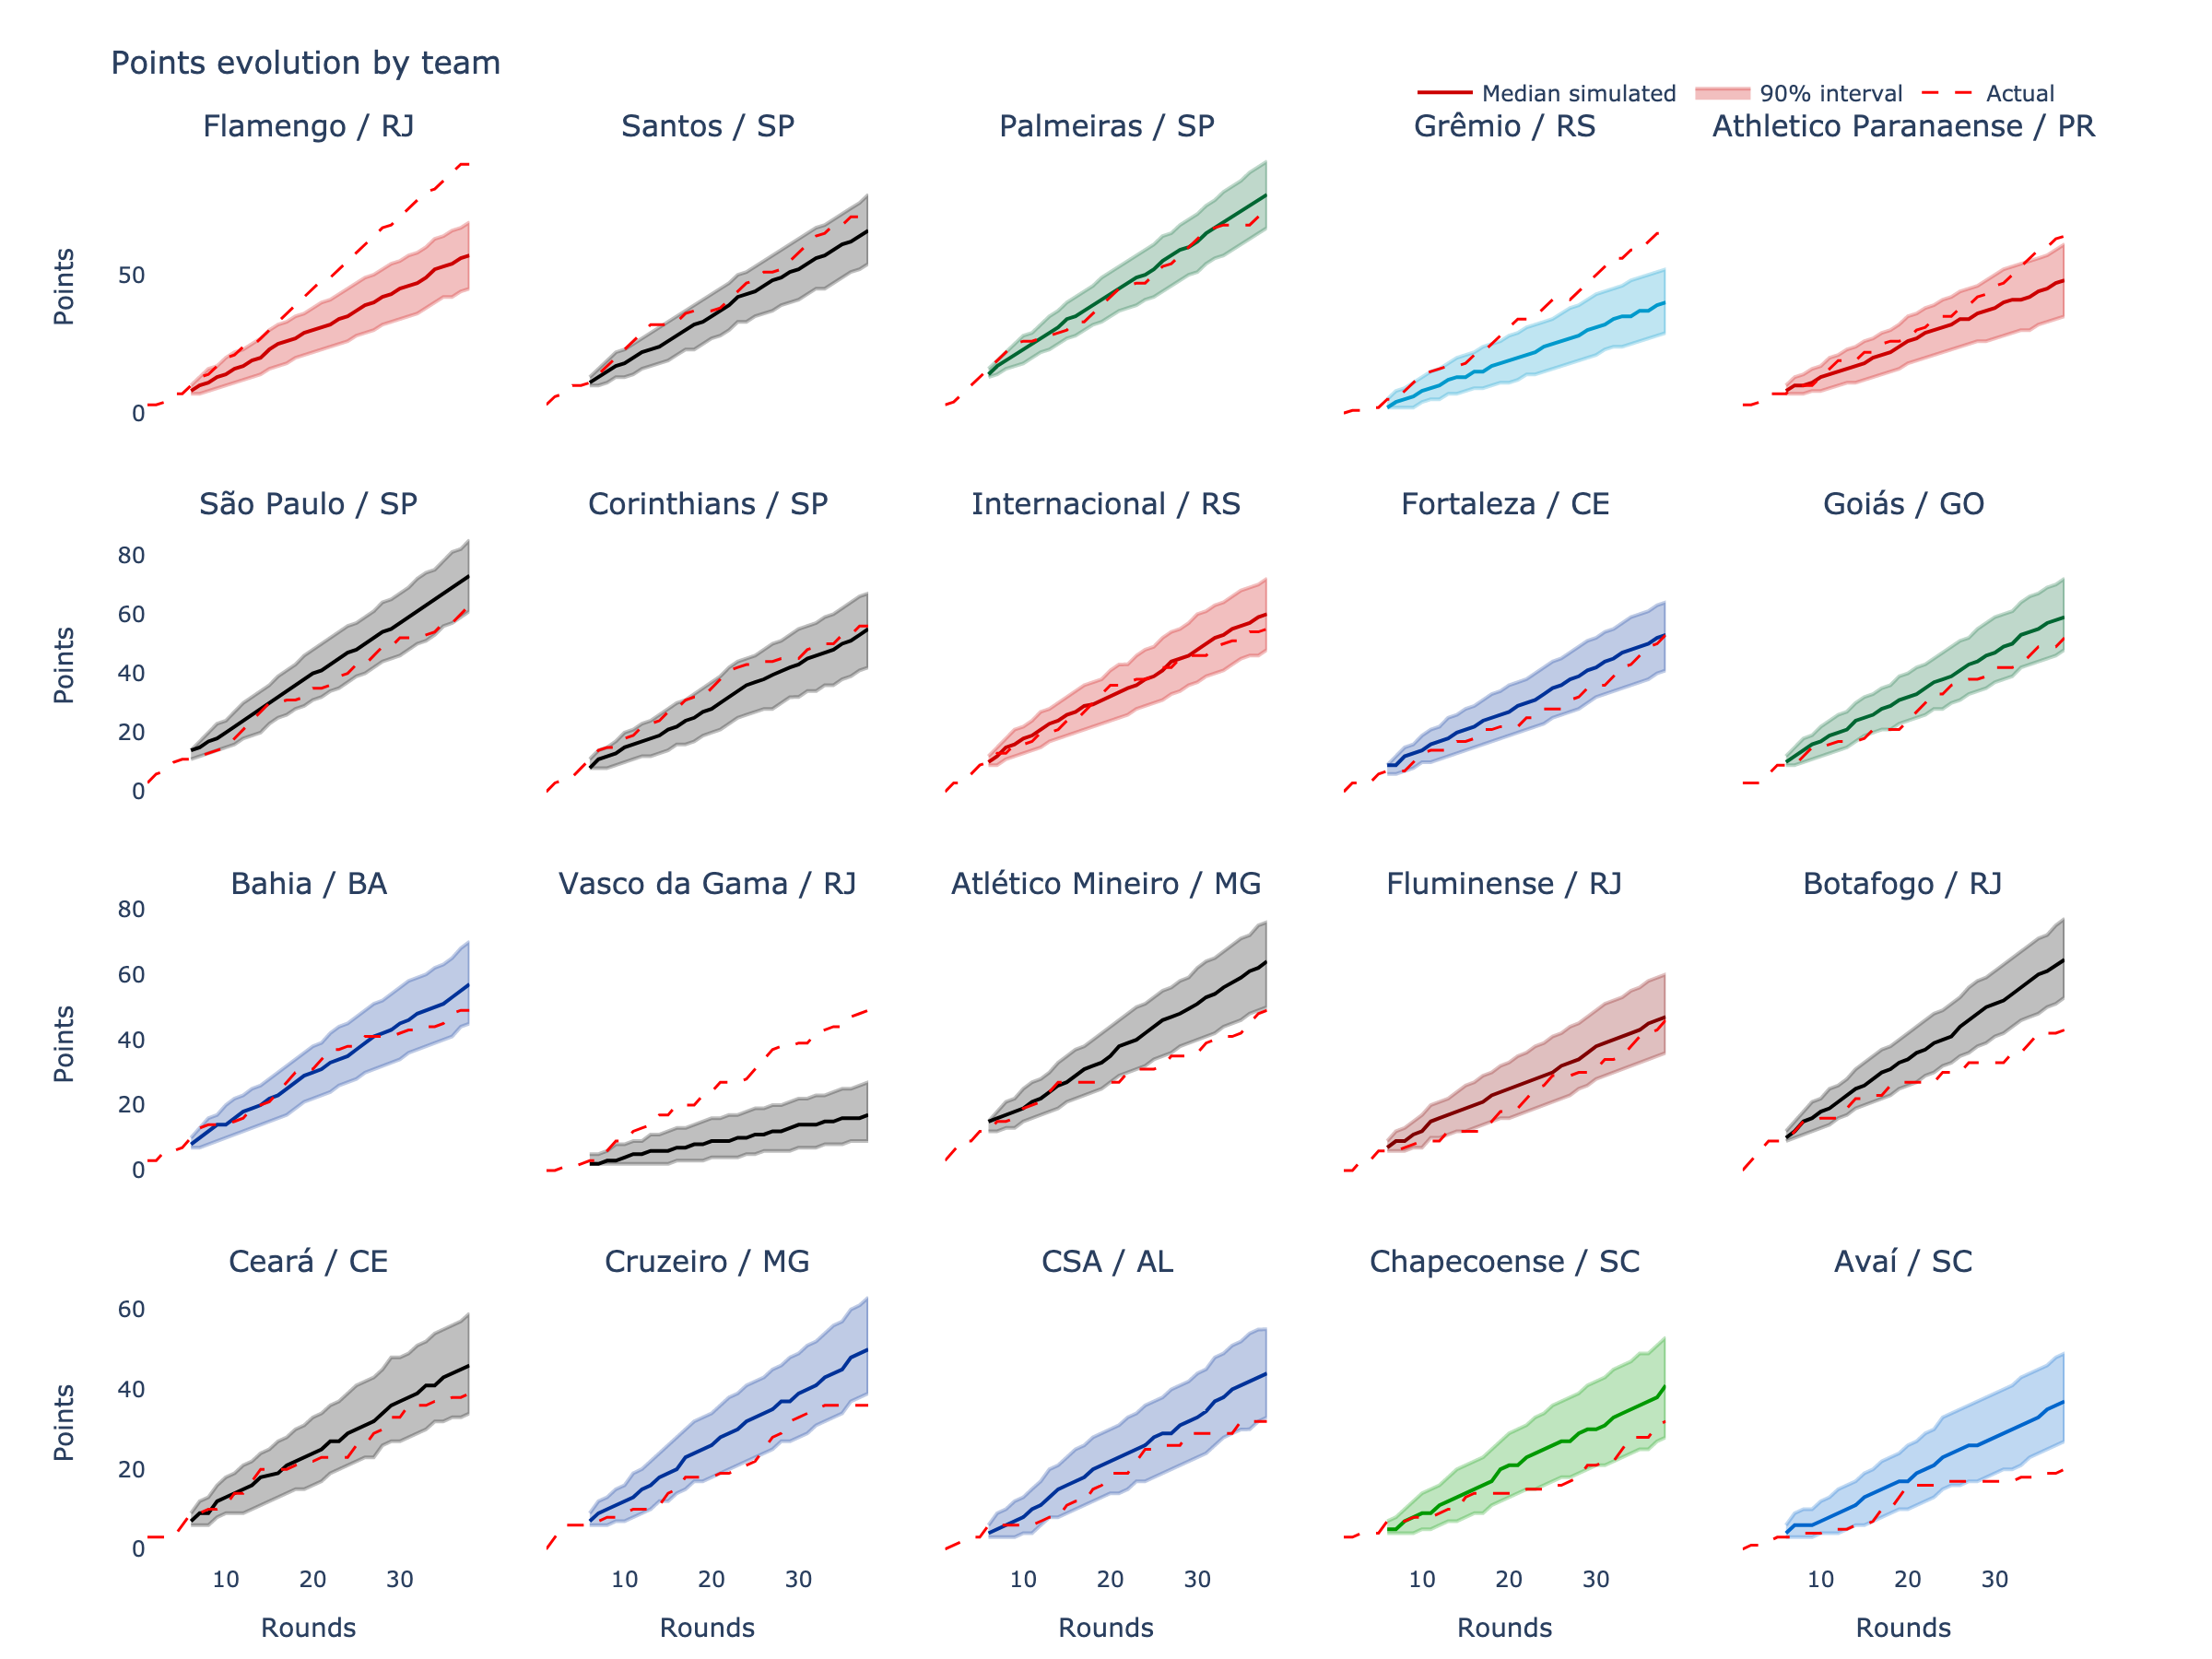 Points evolution by team
Median simulated 90% interval Actual
Flamengo / RJ Santos / SP Palmeiras / SP Grêmio / RS Athletico Paranaense / PR
Points
50
0
São Paulo / SP Corinthians / SP Internacional / RS Fortaleza / CE Goiás / GO
Points
80
60
40
20
0
Bahia / BA Vasco da Gama / RJ Atlético Mineiro / MG Fluminense / RJ Botafogo / RJ
Points
80
60
40
20
0
Ceará / CE Cruzeiro / MG CSA / AL Chapecoense / SC Avaí / SC
Points
60
40
20
0
10 20 30 10 20 30 10 20 30 10 20 30 10 20 30
Rounds Rounds Rounds Rounds Rounds